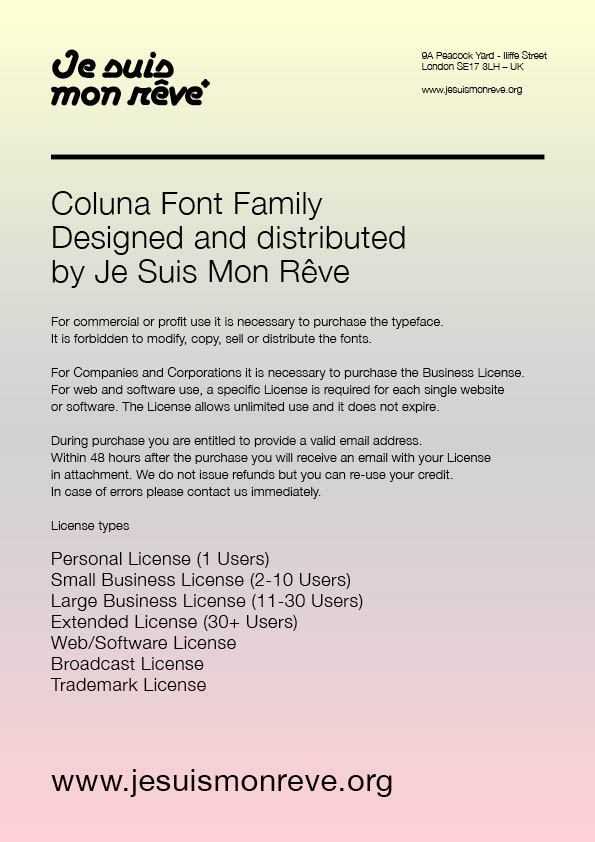 Je suis
mon rêve+
9A Peacock Yard - Iliffe Street
London SE17 3LH – UK
www.jesuismonreve.org
Coluna Font Family
Designed and distributed
by Je Suis Mon Rêve
For commercial or profit use it is necessary to purchase the typeface.
It is forbidden to modify, copy, sell or distribute the fonts.
For Companies and Corporations it is necessary to purchase the Business License.
For web and software use, a specific License is required for each single website
or software. The License allows unlimited use and it does not expire.
During purchase you are entitled to provide a valid email address.
Within 48 hours after the purchase you will receive an email with your License
in attachment. We do not issue refunds but you can re-use your credit.
In case of errors please contact us immediately.
License types
Personal License (1 Users)
Small Business License (2-10 Users)
Large Business License (11-30 Users)
Extended License (30+ Users)
Web/Software License
Broadcast License
Trademark License
www.jesuismonreve.org